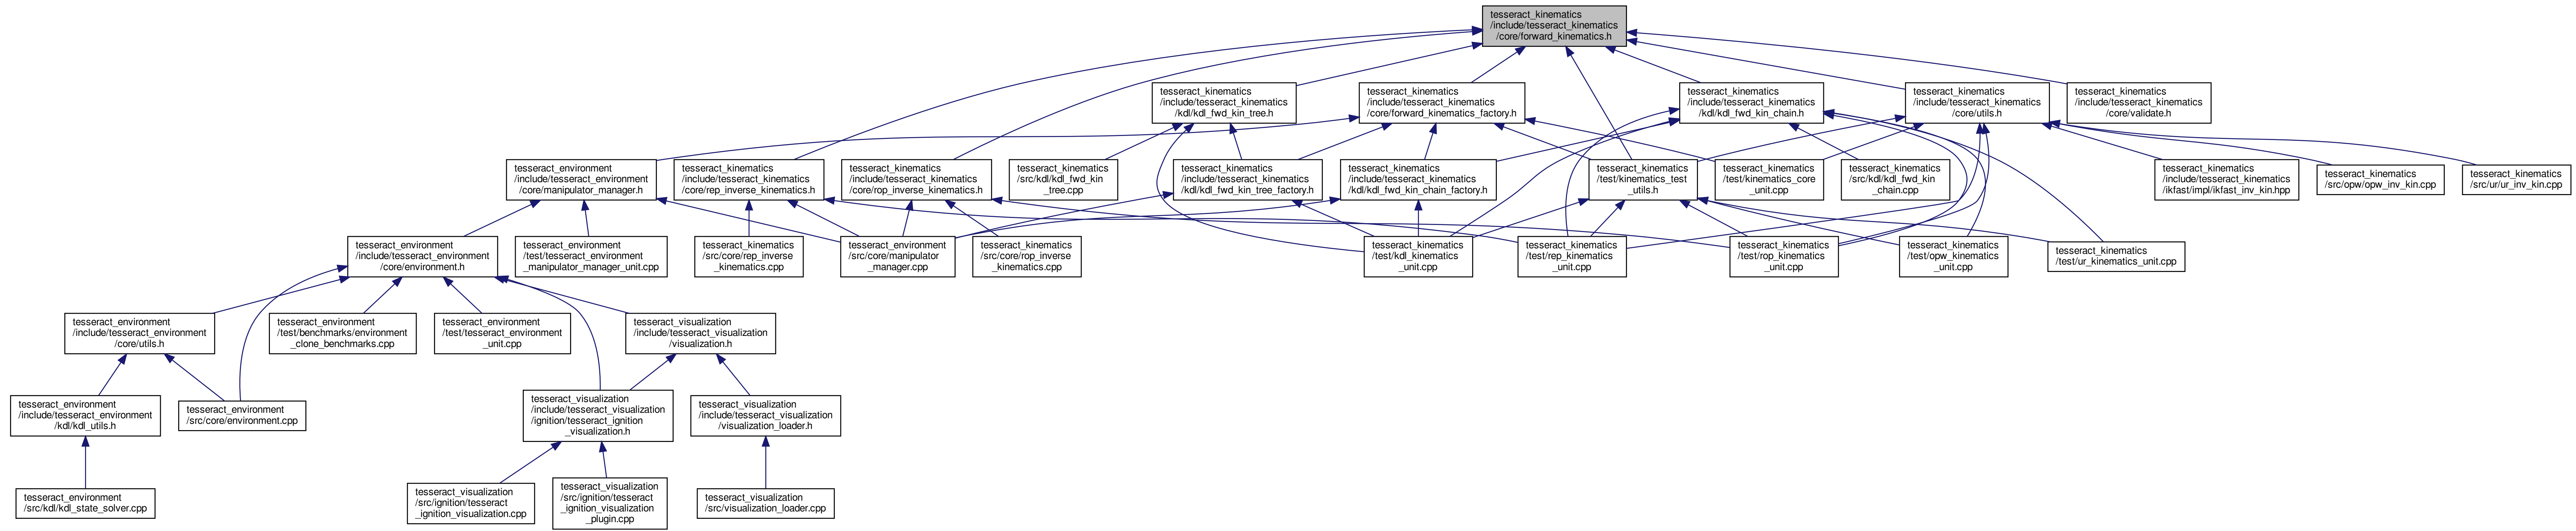 tesseract_kinematics
/include/tesseract_kinematics
/core/forward_kinematics.h
tesseract_kinematics
/include/tesseract_kinematics
/kdl/kdl_fwd_kin_tree.h
tesseract_kinematics
/include/tesseract_kinematics
/core/forward_kinematics_factory.h
tesseract_kinematics
/include/tesseract_kinematics
/kdl/kdl_fwd_kin_chain.h
tesseract_kinematics
/include/tesseract_kinematics
/core/utils.h
tesseract_kinematics
/include/tesseract_kinematics
/core/validate.h
tesseract_environment
/include/tesseract_environment
/core/manipulator_manager.h
tesseract_kinematics
/include/tesseract_kinematics
/core/rep_inverse_kinematics.h
tesseract_kinematics
/include/tesseract_kinematics
/core/rop_inverse_kinematics.h
tesseract_kinematics
/src/kdl/kdl_fwd_kin
_tree.cpp
tesseract_kinematics
/include/tesseract_kinematics
/kdl/kdl_fwd_kin_tree_factory.h
tesseract_kinematics
/include/tesseract_kinematics
/kdl/kdl_fwd_kin_chain_factory.h
tesseract_kinematics
/test/kinematics_test
_utils.h
tesseract_kinematics
/test/kinematics_core
_unit.cpp
tesseract_kinematics
/src/kdl/kdl_fwd_kin
_chain.cpp
tesseract_kinematics
/include/tesseract_kinematics
/ikfast/impl/ikfast_inv_kin.hpp
tesseract_kinematics
/src/opw/opw_inv_kin.cpp
tesseract_kinematics
/src/ur/ur_inv_kin.cpp
tesseract_environment
/include/tesseract_environment
/core/environment.h
tesseract_environment
/test/tesseract_environment
_manipulator_manager_unit.cpp
tesseract_kinematics
/src/core/rep_inverse
_kinematics.cpp
tesseract_environment
/src/core/manipulator
_manager.cpp
tesseract_kinematics
/src/core/rop_inverse
_kinematics.cpp
tesseract_kinematics
/test/kdl_kinematics
_unit.cpp
tesseract_kinematics
/test/rep_kinematics
_unit.cpp
tesseract_kinematics
/test/rop_kinematics
_unit.cpp
tesseract_kinematics
/test/opw_kinematics
_unit.cpp
tesseract_kinematics
/test/ur_kinematics_unit.cpp
tesseract_environment
/include/tesseract_environment
/core/utils.h
tesseract_environment
/test/benchmarks/environment
_clone_benchmarks.cpp
tesseract_environment
/test/tesseract_environment
_unit.cpp
tesseract_visualization
/include/tesseract_visualization
/visualization.h
tesseract_environment
/include/tesseract_environment
/kdl/kdl_utils.h
tesseract_environment
/src/core/environment.cpp
tesseract_visualization
/include/tesseract_visualization
/ignition/tesseract_ignition
_visualization.h
tesseract_visualization
/include/tesseract_visualization
/visualization_loader.h
tesseract_environment
/src/kdl/kdl_state_solver.cpp
tesseract_visualization
/src/ignition/tesseract
_ignition_visualization.cpp
tesseract_visualization
/src/ignition/tesseract
_ignition_visualization
_plugin.cpp
tesseract_visualization
/src/visualization_loader.cpp